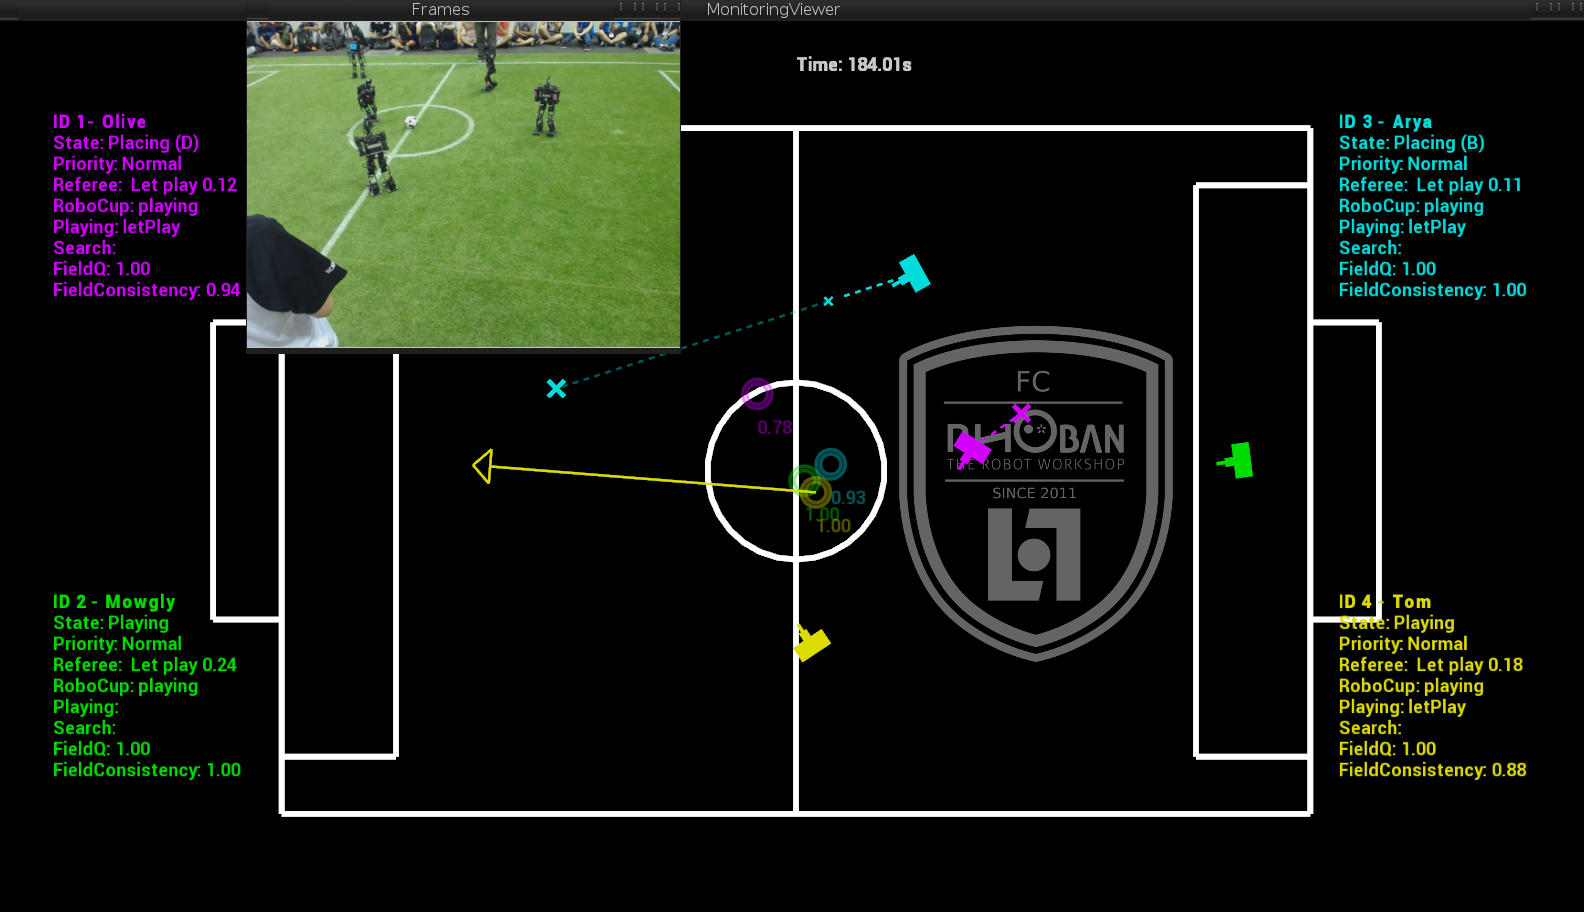 Frames
MonitoringViewer
Time: 184.01s
ID 1- Olive
State: Placing (D)
Priority: Normal
Referee: Let play 0.12
RoboCup: playing
Playing: letPlay
Search:
FieldQ: 1.00
FieldConsistency: 0.94
ID 3 - Arya
State: Placing (B)
Priority: Normal
Referee: Let play 0.11
RoboCup: playing
Playing: letPlay
Search:
FieldQ: 1.00
FieldConsistency: 1.00
0.78
0.93
1.00
1.00
FC
RHOBAN
THE ROBOT WORKSHOP
SINCE 2011
ID 2 - Mowgly
State: Playing
Priority: Normal
Referee: Let play 0.24
RoboCup: playing
Playing:
Search:
FieldQ: 1.00
FieldConsistency: 1.00
ID 4 - Tom
State: Playing
Priority: Normal
Referee: Let play 0.18
RoboCup: playing
Playing: letPlay
Search:
FieldQ: 1.00
FieldConsistency: 0.88